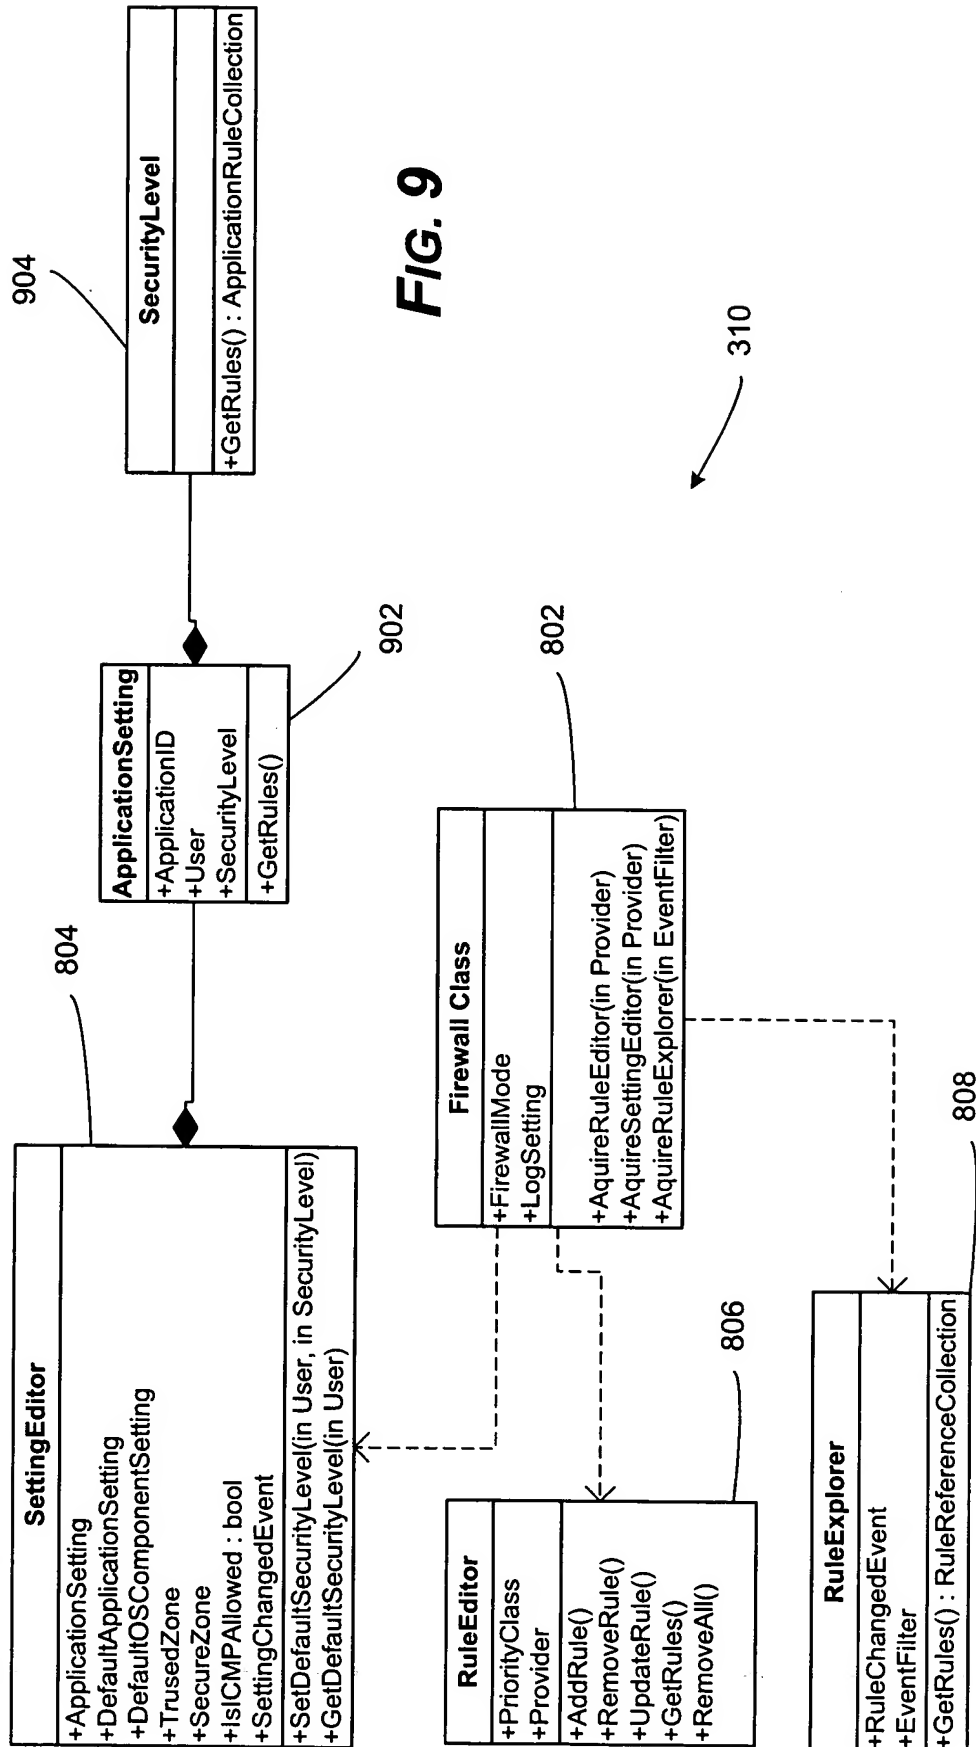 SettingEditor
+ApplicationSetting
+DefaultApplicationSetting
+DefaultOSComponentSetting
+TrusedZone
+SecureZone
+IsICMPAllowed : bool
+SettingChangedEvent
+SetDefaultSecurityLevel(in User, in SecurityLevel)
+GetDefaultSecurityLevel(in User)
804
ApplicationSetting
+ApplicationID
+User
+SecurityLevel
+GetRules()
902
SecurityLevel
+GetRules() : ApplicationRuleCollection
904
FIG. 9
310
Firewall Class
+FirewallMode
+LogSetting
+AquireRuleEditor(in Provider)
+AquireSettingEditor(in Provider)
+AquireRuleExplorer(in EventFilter)
802
RuleEditor
+PriorityClass
+Provider
+AddRule()
+RemoveRule()
+UpdateRule()
+GetRules()
+RemoveAll()
806
RuleExplorer
+RuleChangedEvent
+EventFilter
+GetRules() : RuleReferenceCollection
808